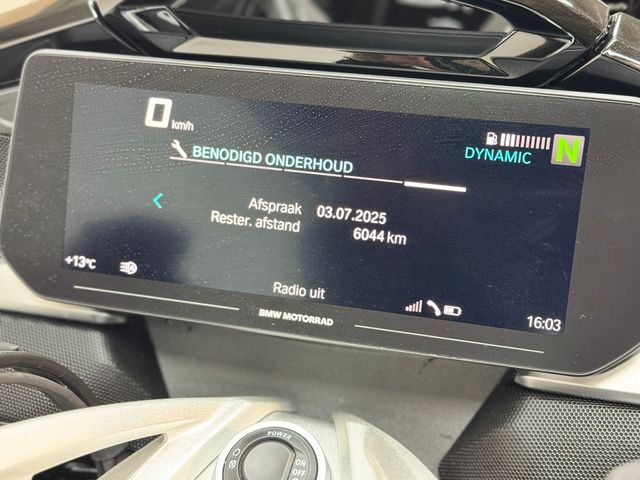 0 km/h
BENODIGD ONDERHOUD
DYNAMIC
N
Afspraak 03.07.2025
Rester. afstand 6044 km
+13°C
Radio uit
16:03
BMW MOTORRAD
POWER
ON
OFF